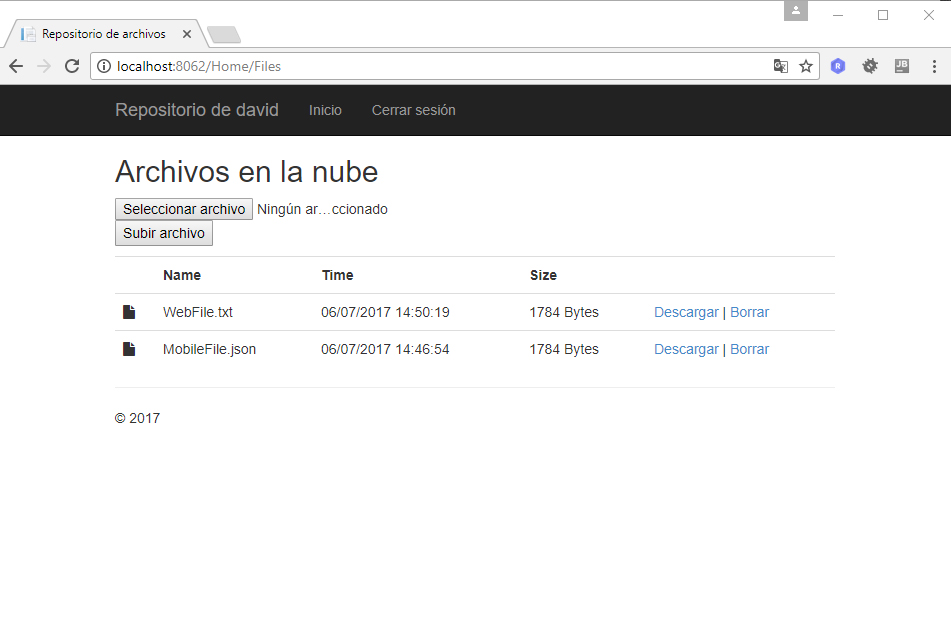 Repositorio de archivos
localhost:8062/Home/Files
JB
Repositorio de david Inicio Cerrar sesión
Archivos en la nube
Seleccionar archivo Ningún ar…ccionado
Subir archivo
Name Time Size
WebFile.txt 06/07/2017 14:50:19 1784 Bytes Descargar | Borrar
MobileFile.json 06/07/2017 14:46:54 1784 Bytes Descargar | Borrar
© 2017